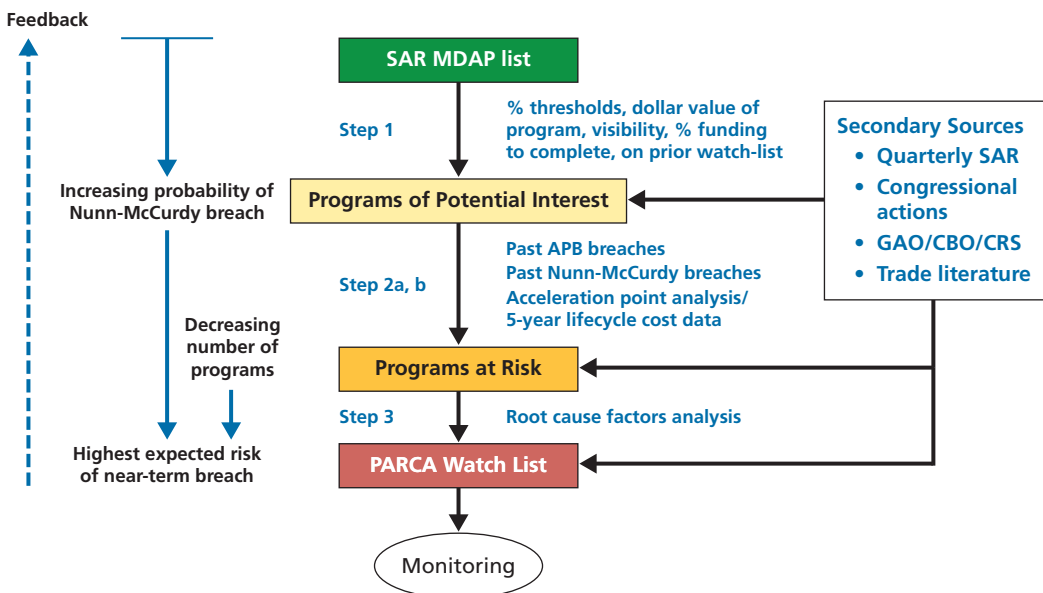 Feedback
SAR MDAP list
Step 1
% thresholds, dollar value of
program, visibility, % funding
to complete, on prior watch-list
Secondary Sources
• Quarterly SAR
• Congressional
actions
• GAO/CBO/CRS
• Trade literature
Increasing probability of
Nunn-McCurdy breach
Programs of Potential Interest
Step 2a, b
Past APB breaches
Past Nunn-McCurdy breaches
Acceleration point analysis/
5-year lifecycle cost data
Decreasing
number of
programs
Programs at Risk
Step 3
Root cause factors analysis
Highest expected risk
of near-term breach
PARCA Watch List
Monitoring